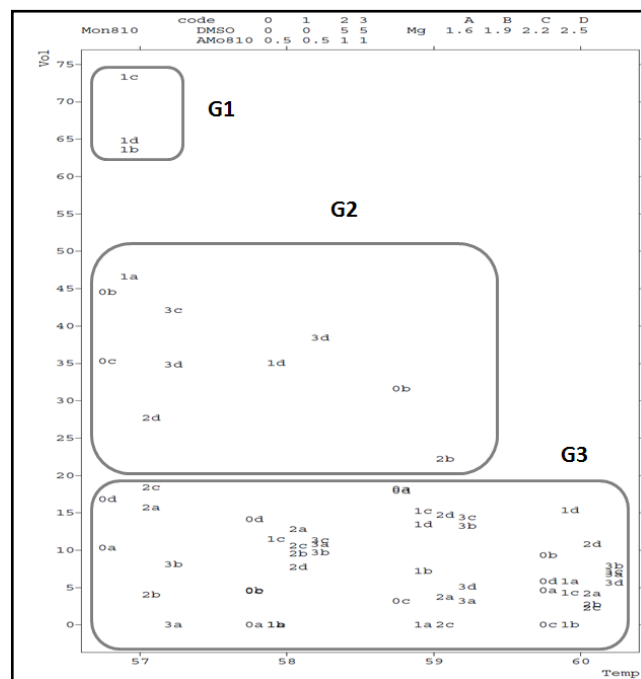 code 0 1 2 3 A B C D
Mon810 DMSO 0 0 5 5 Mg 1.6 1.9 2.2 2.5
AMo810 0.5 0.5 1 1
Vol
75
1c
70
G1
65 1d
1b
60
55
G2
50
1a
45 0b
3c
40
3d
35 0c 3d 1d
0b
30
2d
25
2b
20
G3
2c 0a
0d 0d
15 2a 0d 1c 2d 3c 1d
2a 1d 3b
10 0c 1c 2c 3c 3a 2b 3b 0b 2d
3b 2d 1b 3b
5 0b 3d 0d 1a 3d
2b 0c 2a 3a 0a 1c 2a
2b 2c
0 3a 0a 1b 1a 2c 0c 1b
57 58 59 60
Temp